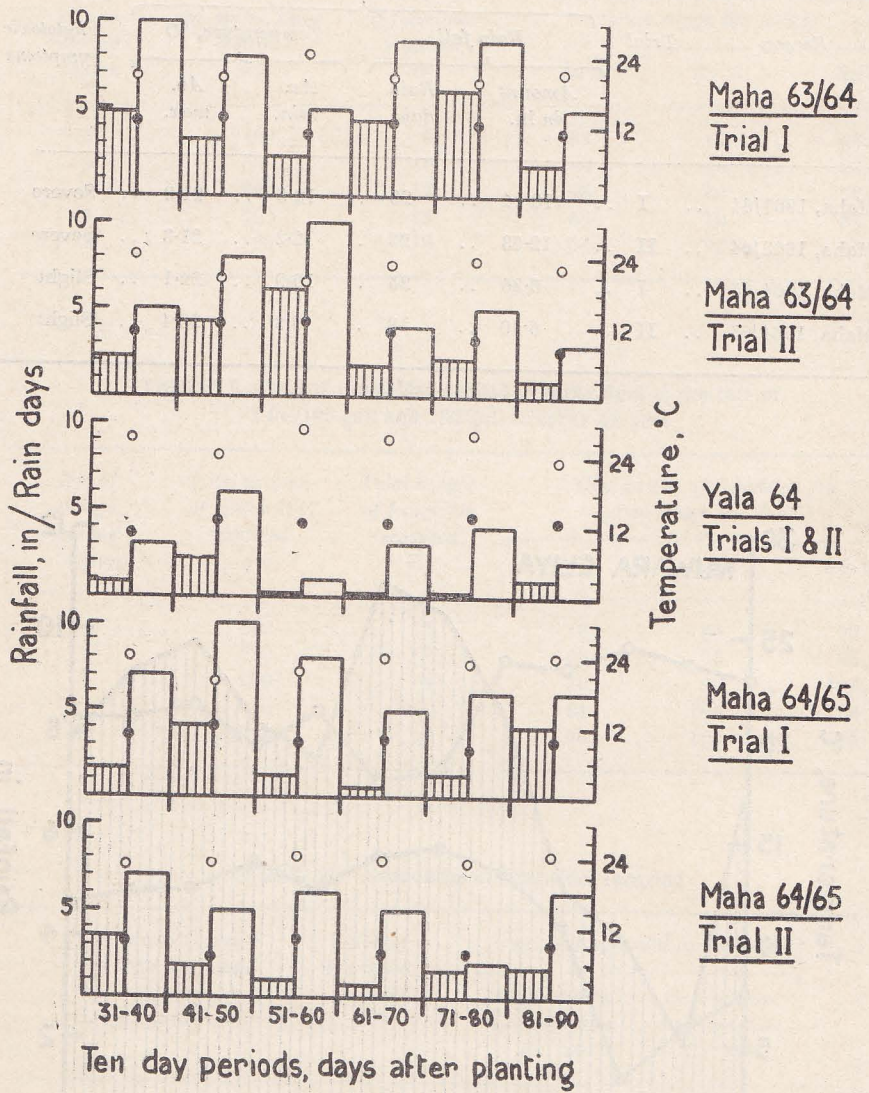 10
5
24
12
Maha 63/64
Trial I
10
5
24
12
Maha 63/64
Trial II
10
5
24
12
Yala 64
Trials I & II
10
5
24
12
Maha 64/65
Trial I
10
5
24
12
Maha 64/65
Trial II
Rainfall, in/Rain days
Temperature, °C
31-40 41-50 51-60 61-70 71-80 81-90
Ten day periods, days after planting